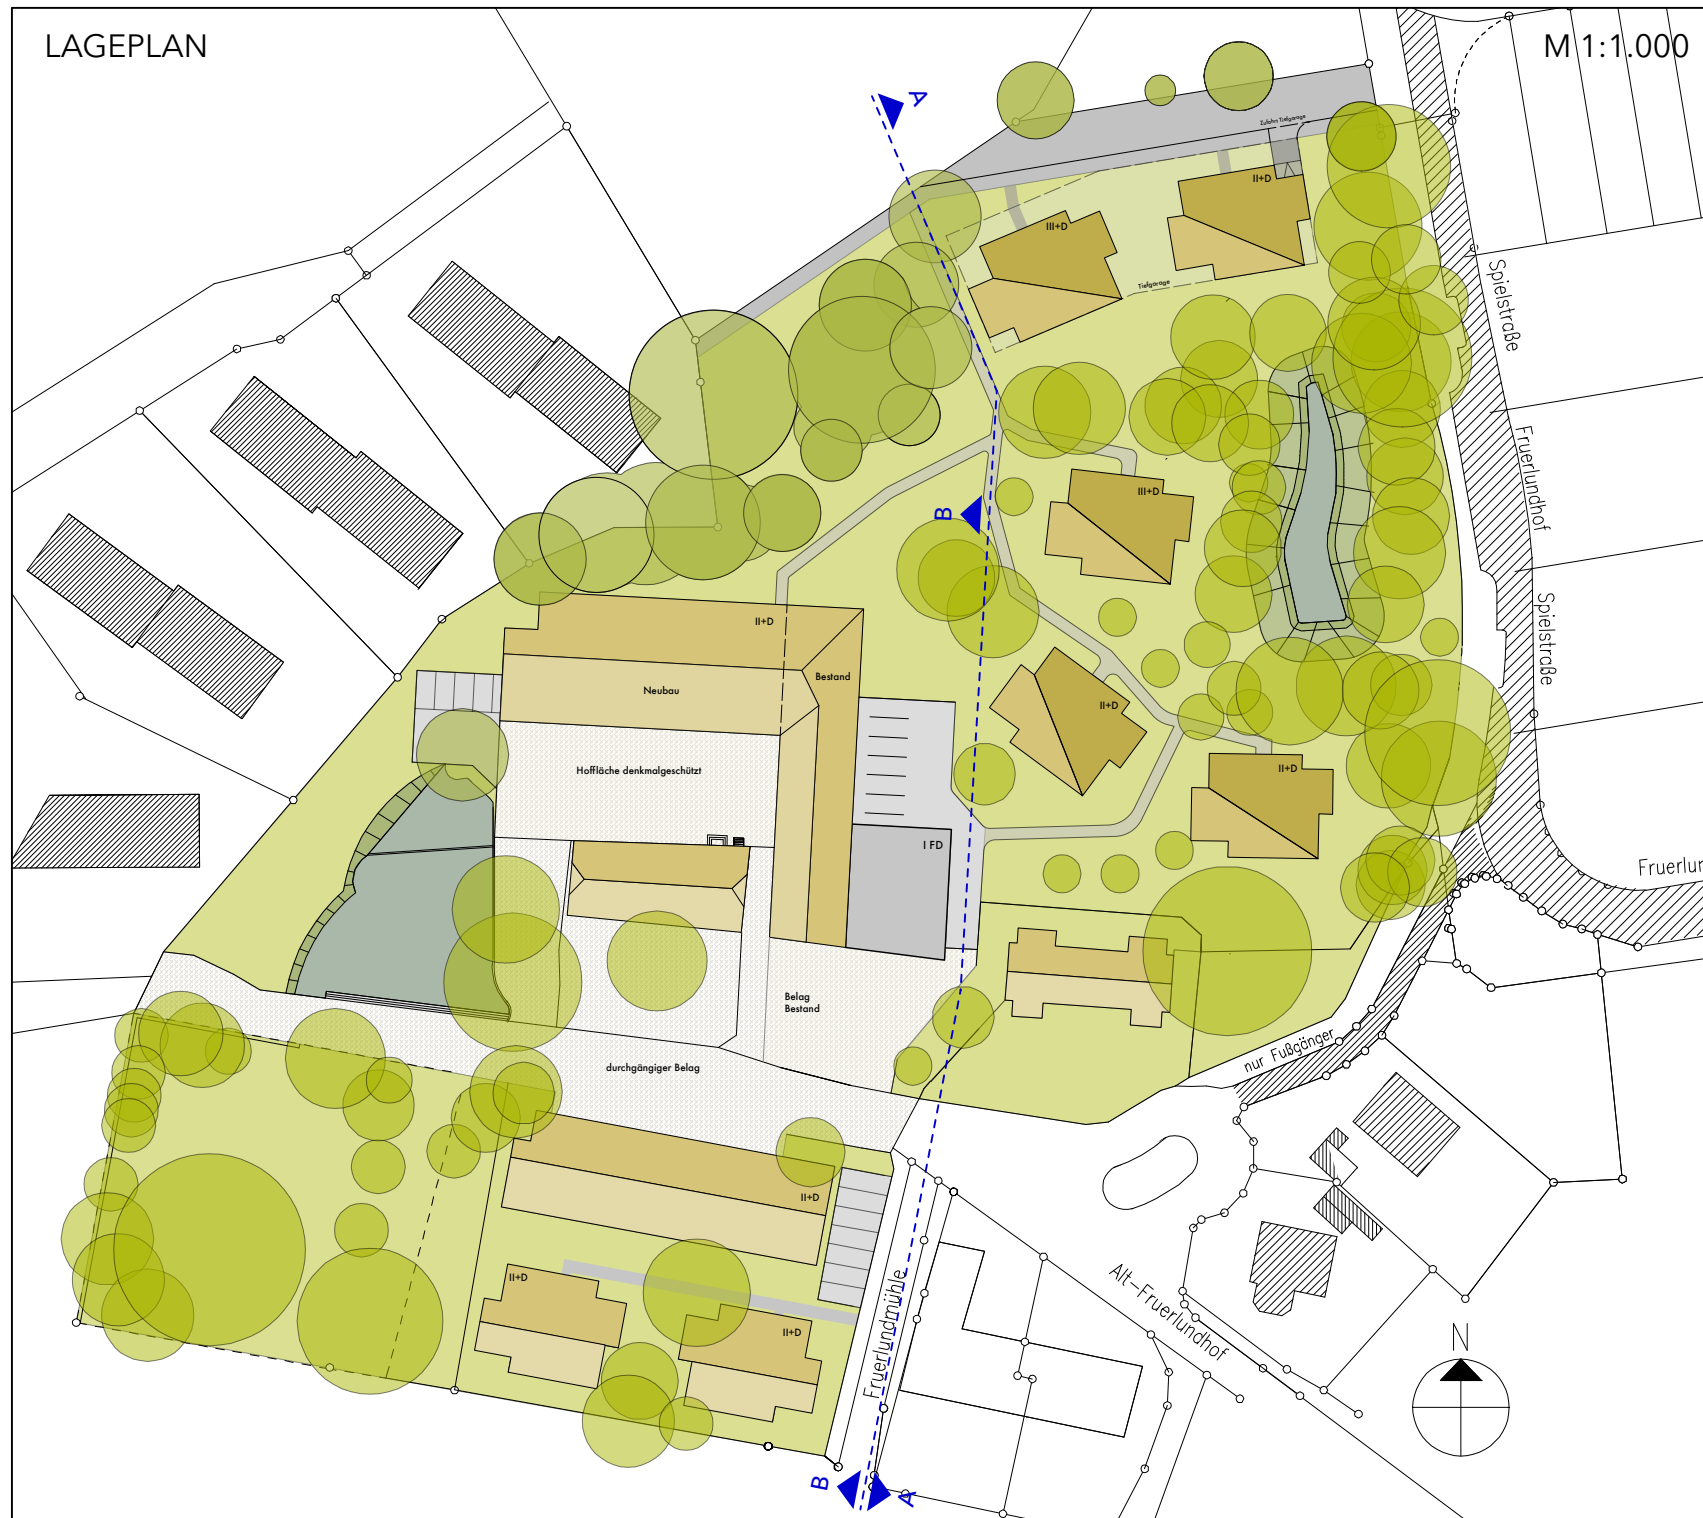 LAGEPLAN
M 1:1.000
A
Zufahrt Tiefgarage
II+D
III+D
Tiefgarage
Spielstraße
Fruerlundhof
III+D
B
Spielstraße
II+D
Bestand
Neubau
II+D
II+D
Hoffläche denkmalgeschützt
I FD
Fruerlun
Belag
Bestand
nur Fußgänger
durchgängiger Belag
II+D
II+D
II+D
Fruerlundmühle
Alt-Fruerlundhof
N
B
A